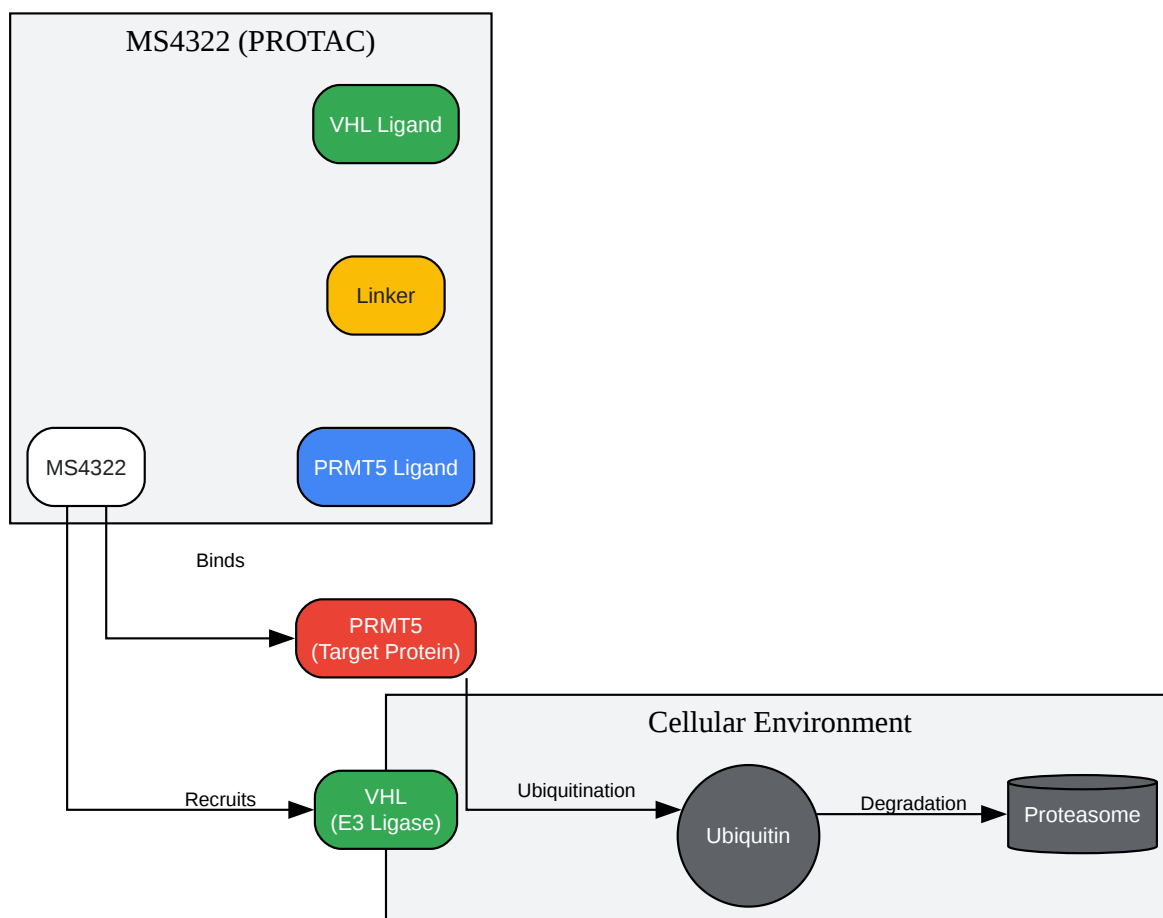 MS4322 (PROTAC)
VHL Ligand
Linker
MS4322
PRMT5 Ligand
Binds
PRMT5
(Target Protein)
Cellular Environment
Recruits
VHL
(E3 Ligase)
Ubiquitination
Ubiquitin
Degradation
Proteasome